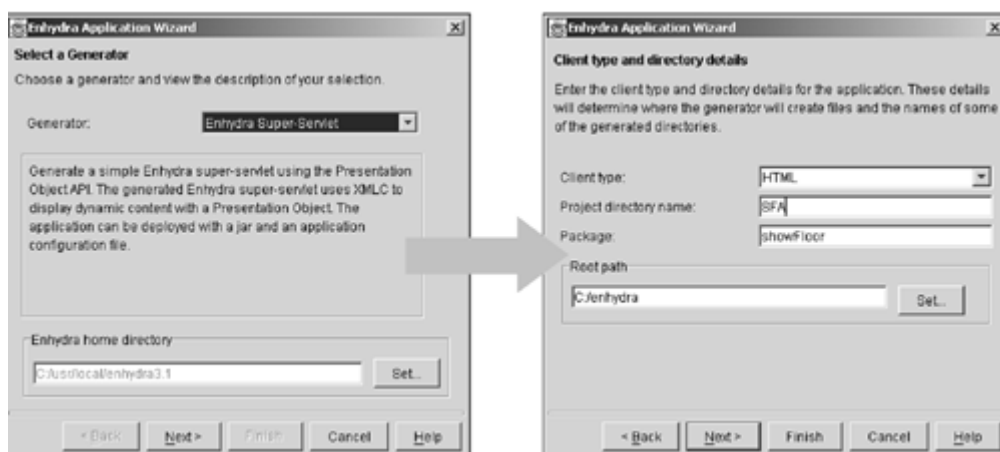 Enhydra Application Wizard
Select a Generator
Choose a generator and view the description of your selection.
Generator:
Enhydra Super-Servlet
Generate a simple Enhydra super-servlet using the Presentation
Object API. The generated Enhydra super-servlet uses XMLC to
display dynamic content with a Presentation Object. The
application can be deployed with a jar and an application
configuration file.
Enhydra home directory
C:/usr/local/enhydra3.1
Set...
< Back
Next >
Finish
Cancel
Help
Enhydra Application Wizard
Client type and directory details
Enter the client type and directory details for the application. These details
will determine where the generator will create files and the names of some
of the generated directories.
Client type:
HTML
Project directory name:
SFA
Package:
showFloor
Root path
C:/enhydra
Set...
< Back
Next >
Finish
Cancel
Help